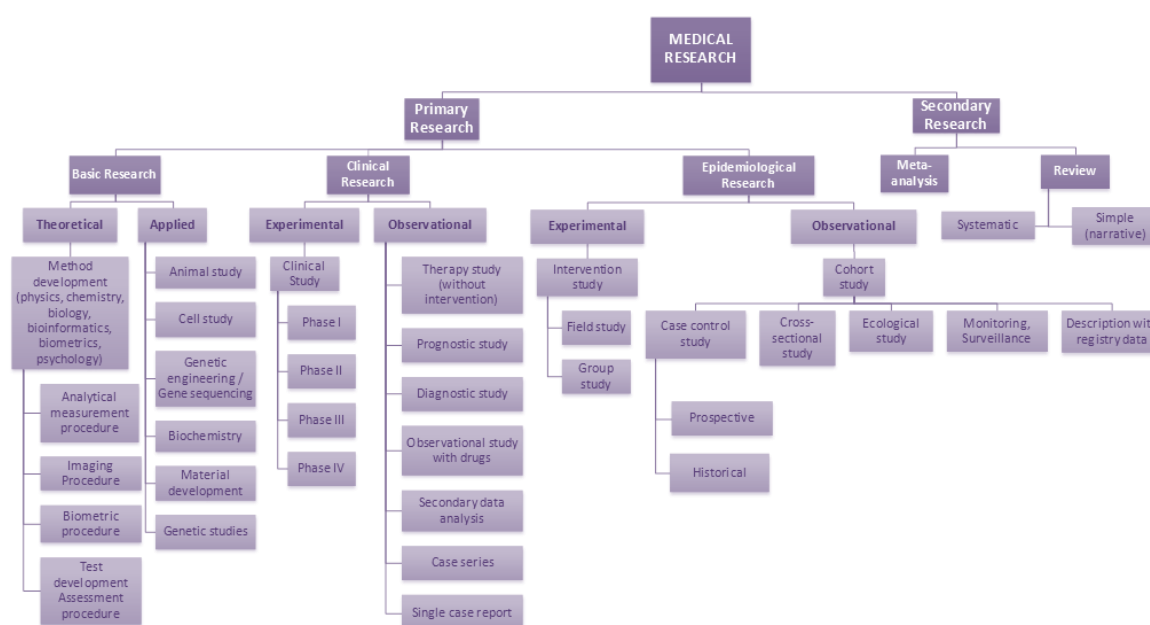 MEDICAL
RESEARCH
Primary
Research
Secondary
Research
Basic Research
Clinical
Research
Epidemiological
Research
Meta-
analysis
Review
Theoretical
Applied
Experimental
Observational
Experimental
Observational
Systematic
Simple
(narrative)
Method
development
(physics, chemistry,
biology,
bioinformatics,
biometrics,
psychology)
Analytical
measurement
procedure
Imaging
Procedure
Biometric
procedure
Test
development
Assessment
procedure
Animal study
Cell study
Genetic
engineering /
Gene sequencing
Biochemistry
Material
development
Genetic studies
Clinical
Study
Phase I
Phase II
Phase III
Phase IV
Therapy study
(without
intervention)
Prognostic study
Diagnostic study
Observational study
with drugs
Secondary data
analysis
Case series
Single case report
Intervention
study
Field study
Group
study
Cohort
study
Case control
study
Cross-
sectional
study
Ecological
study
Monitoring,
Surveillance
Description with
registry data
Prospective
Historical